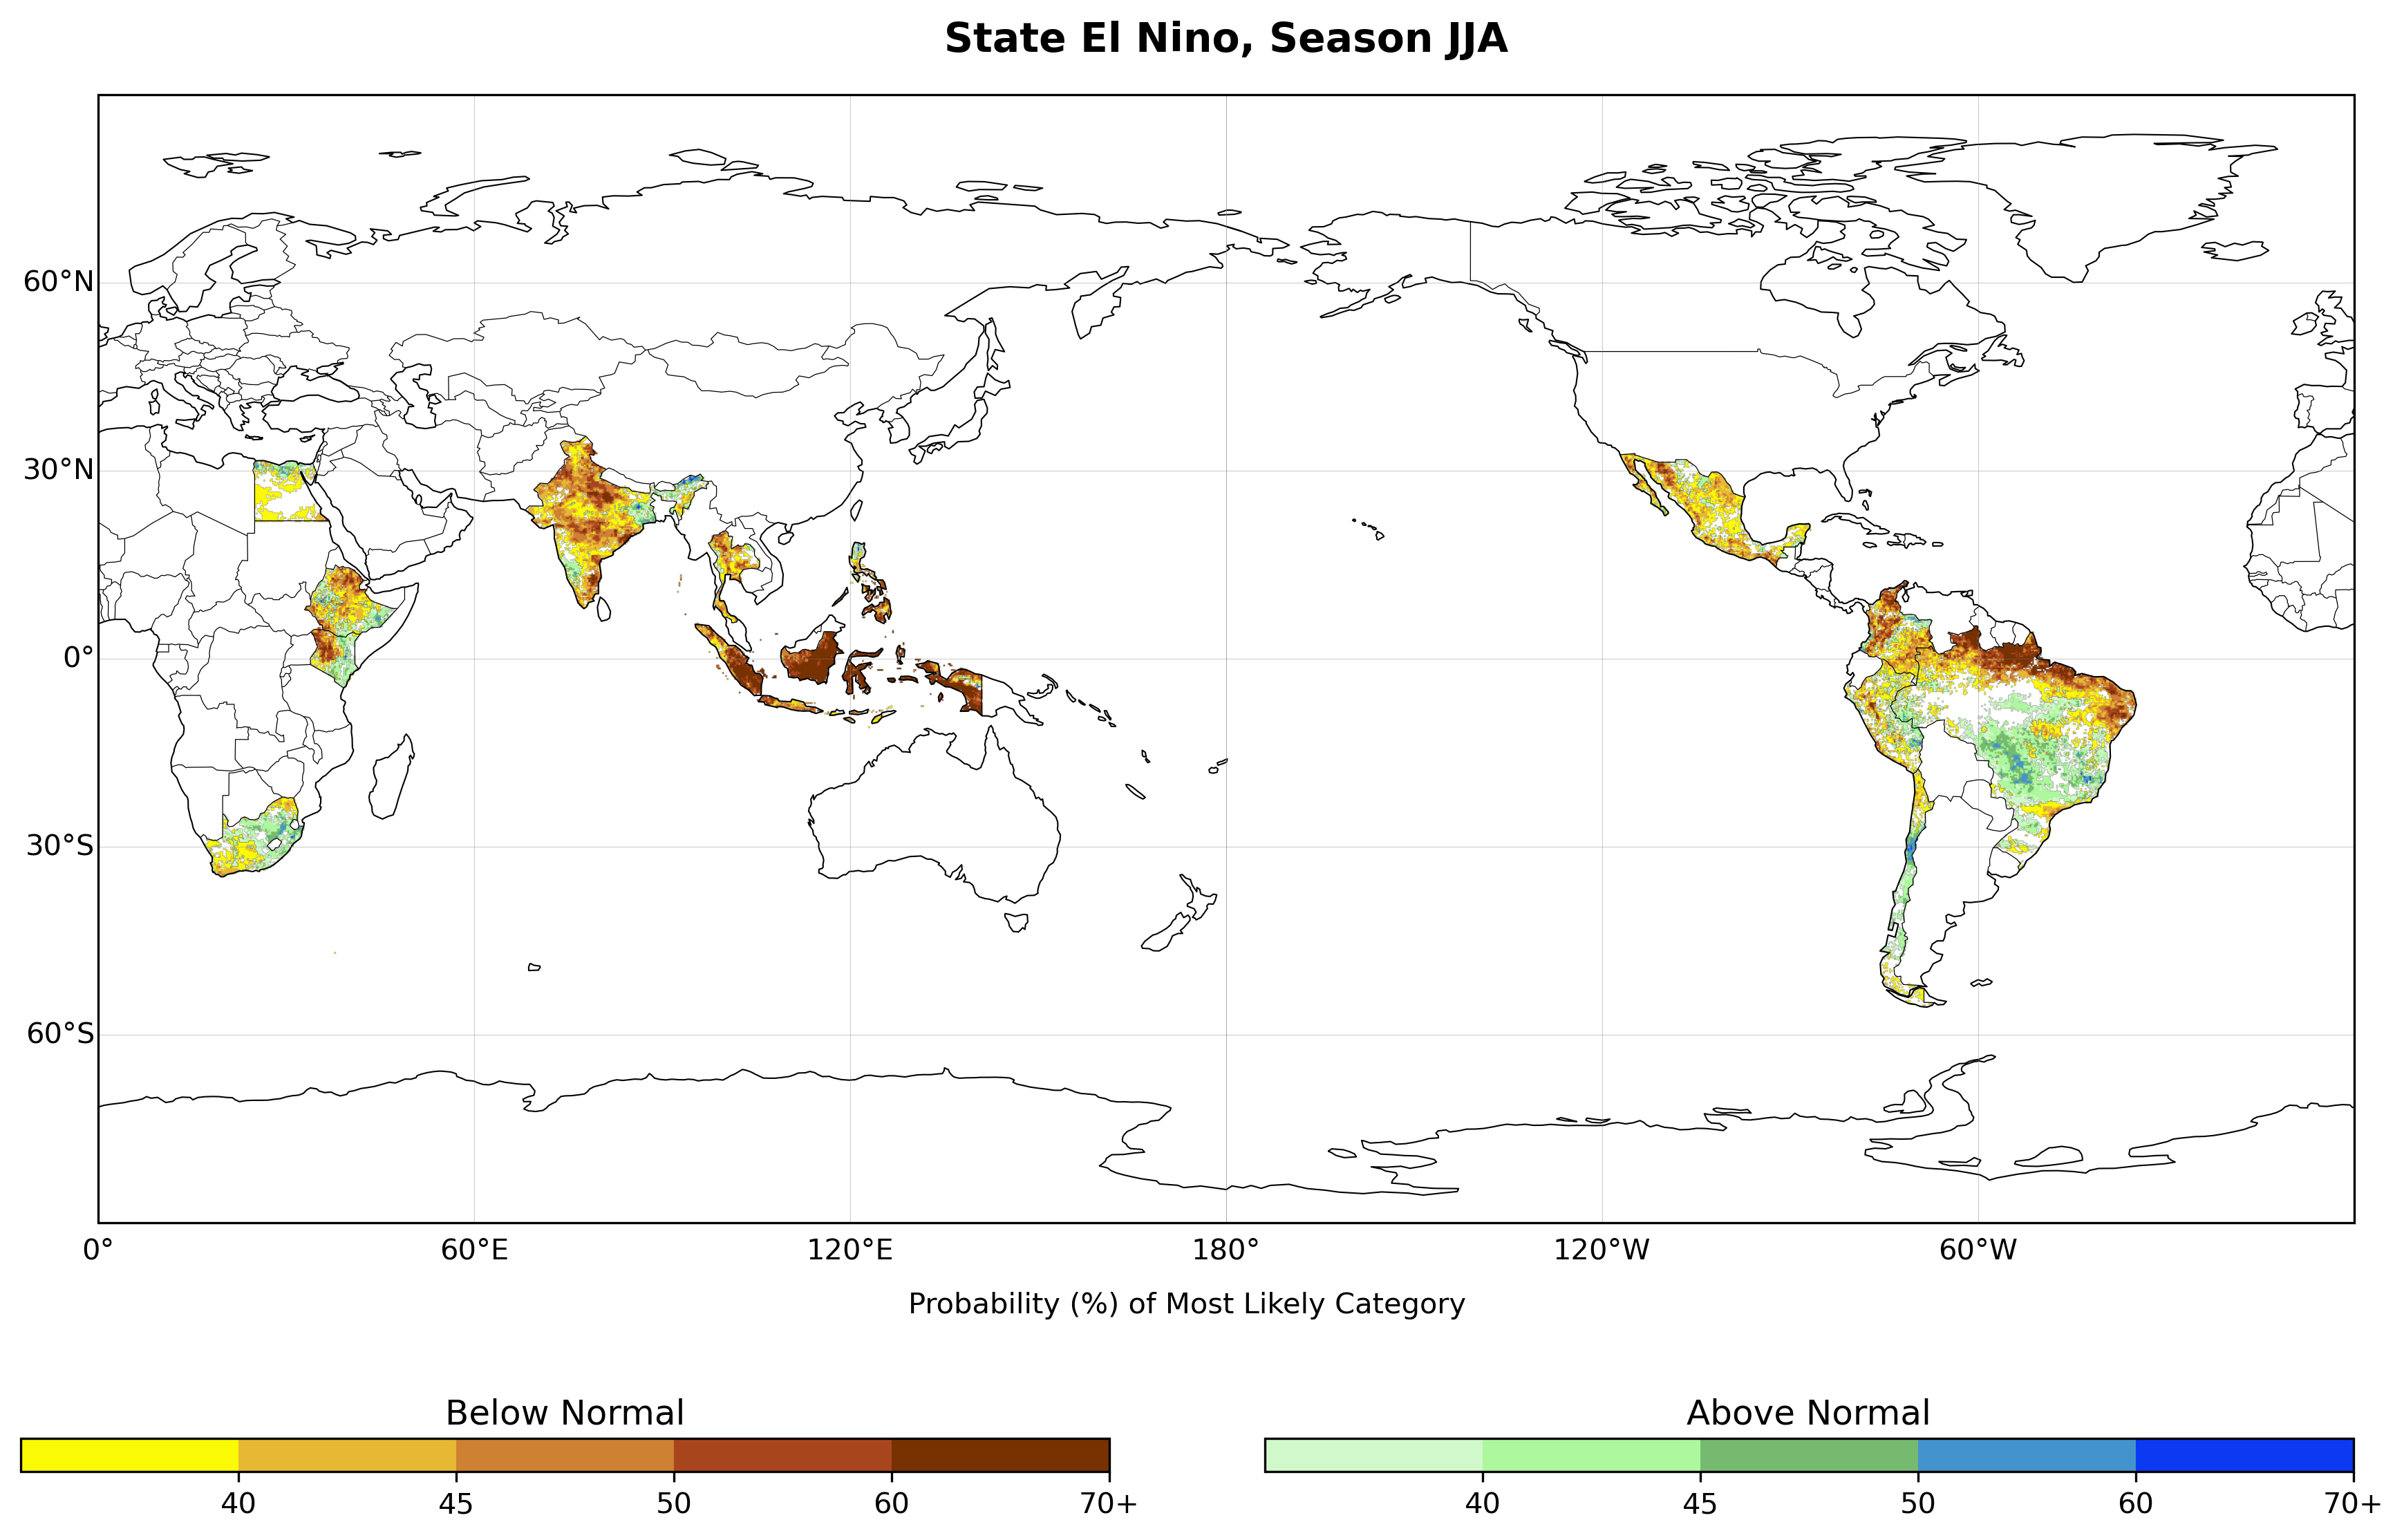 State El Nino, Season JJA
60°N
30°N
0°
30°S
60°S
0° 60°E 120°E 180° 120°W 60°W
Probability (%) of Most Likely Category
Below Normal Above Normal
40 45 50 60 70+ 40 45 50 60 70+